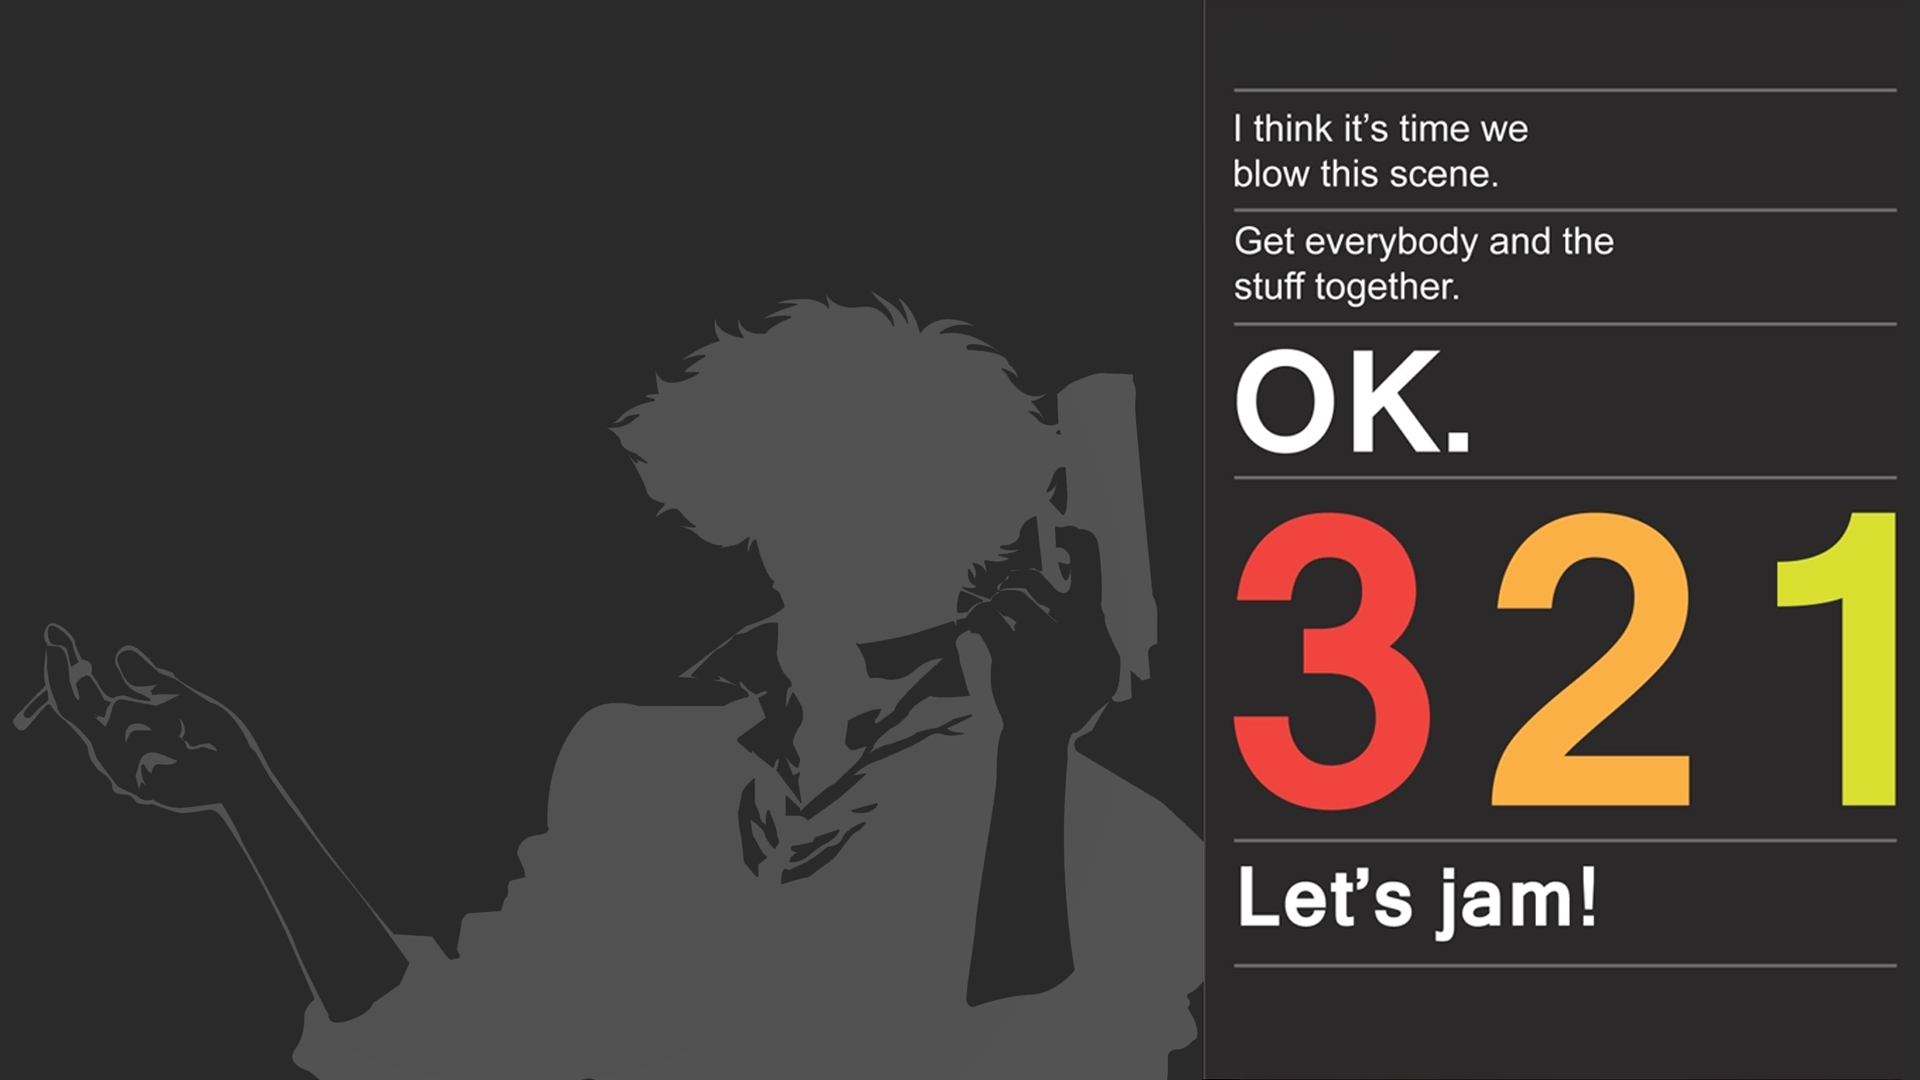 I think it’s time we
blow this scene.
Get everybody and the
stuff together.
OK.
3 2 1
Let’s jam!